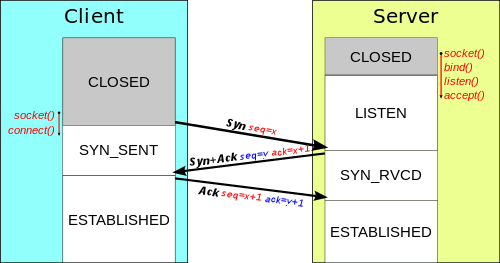 Client
Server
CLOSED
CLOSED
socket()
bind()
listen()
accept()
LISTEN
socket()
connect()
Syn seq=x
SYN_SENT
Syn+Ack seq=y ack=x+1
SYN_RVCD
Ack seq=x+1 ack=y+1
ESTABLISHED
ESTABLISHED